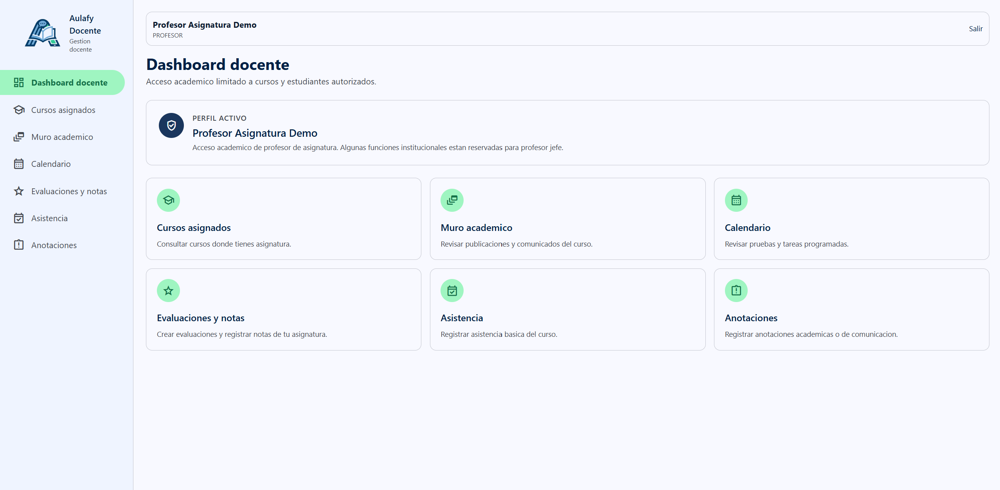 Aulafy
Docente
Gestion
docente
Dashboard docente
Cursos asignados
Muro academico
Calendario
Evaluaciones y notas
Asistencia
Anotaciones
Profesor Asignatura Demo
PROFESOR
Salir
Dashboard docente
Acceso academico limitado a cursos y estudiantes autorizados.
PERFIL ACTIVO
Profesor Asignatura Demo
Acceso academico de profesor de asignatura. Algunas funciones institucionales estan reservadas para profesor jefe.
Cursos asignados
Consultar cursos donde tienes asignatura.
Muro academico
Revisar publicaciones y comunicados del curso.
Calendario
Revisar pruebas y tareas programadas.
Evaluaciones y notas
Crear evaluaciones y registrar notas de tu asignatura.
Asistencia
Registrar asistencia basica del curso.
Anotaciones
Registrar anotaciones academicas o de comunicacion.